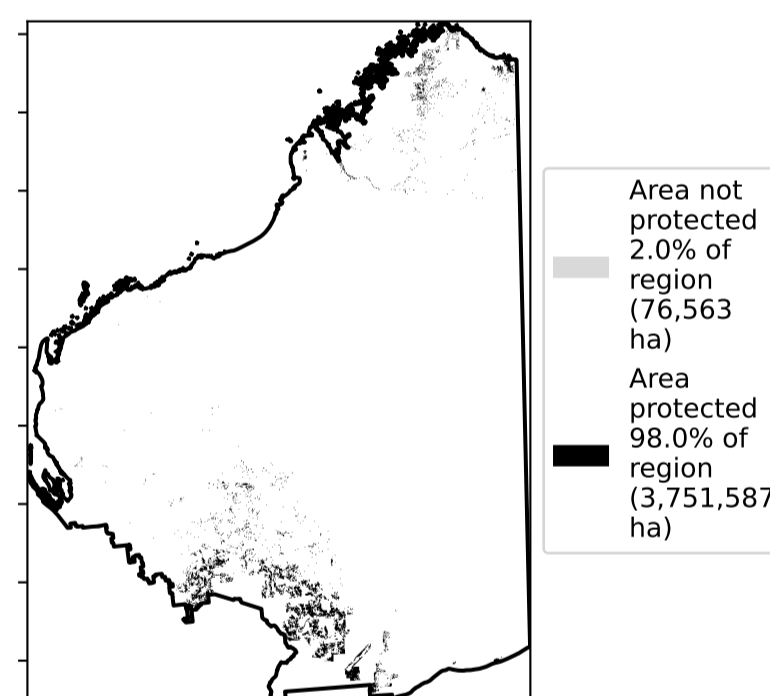 Area not
protected
2.0% of
region
(76,563
ha)
Area
protected
98.0% of
region
(3,751,587
ha)